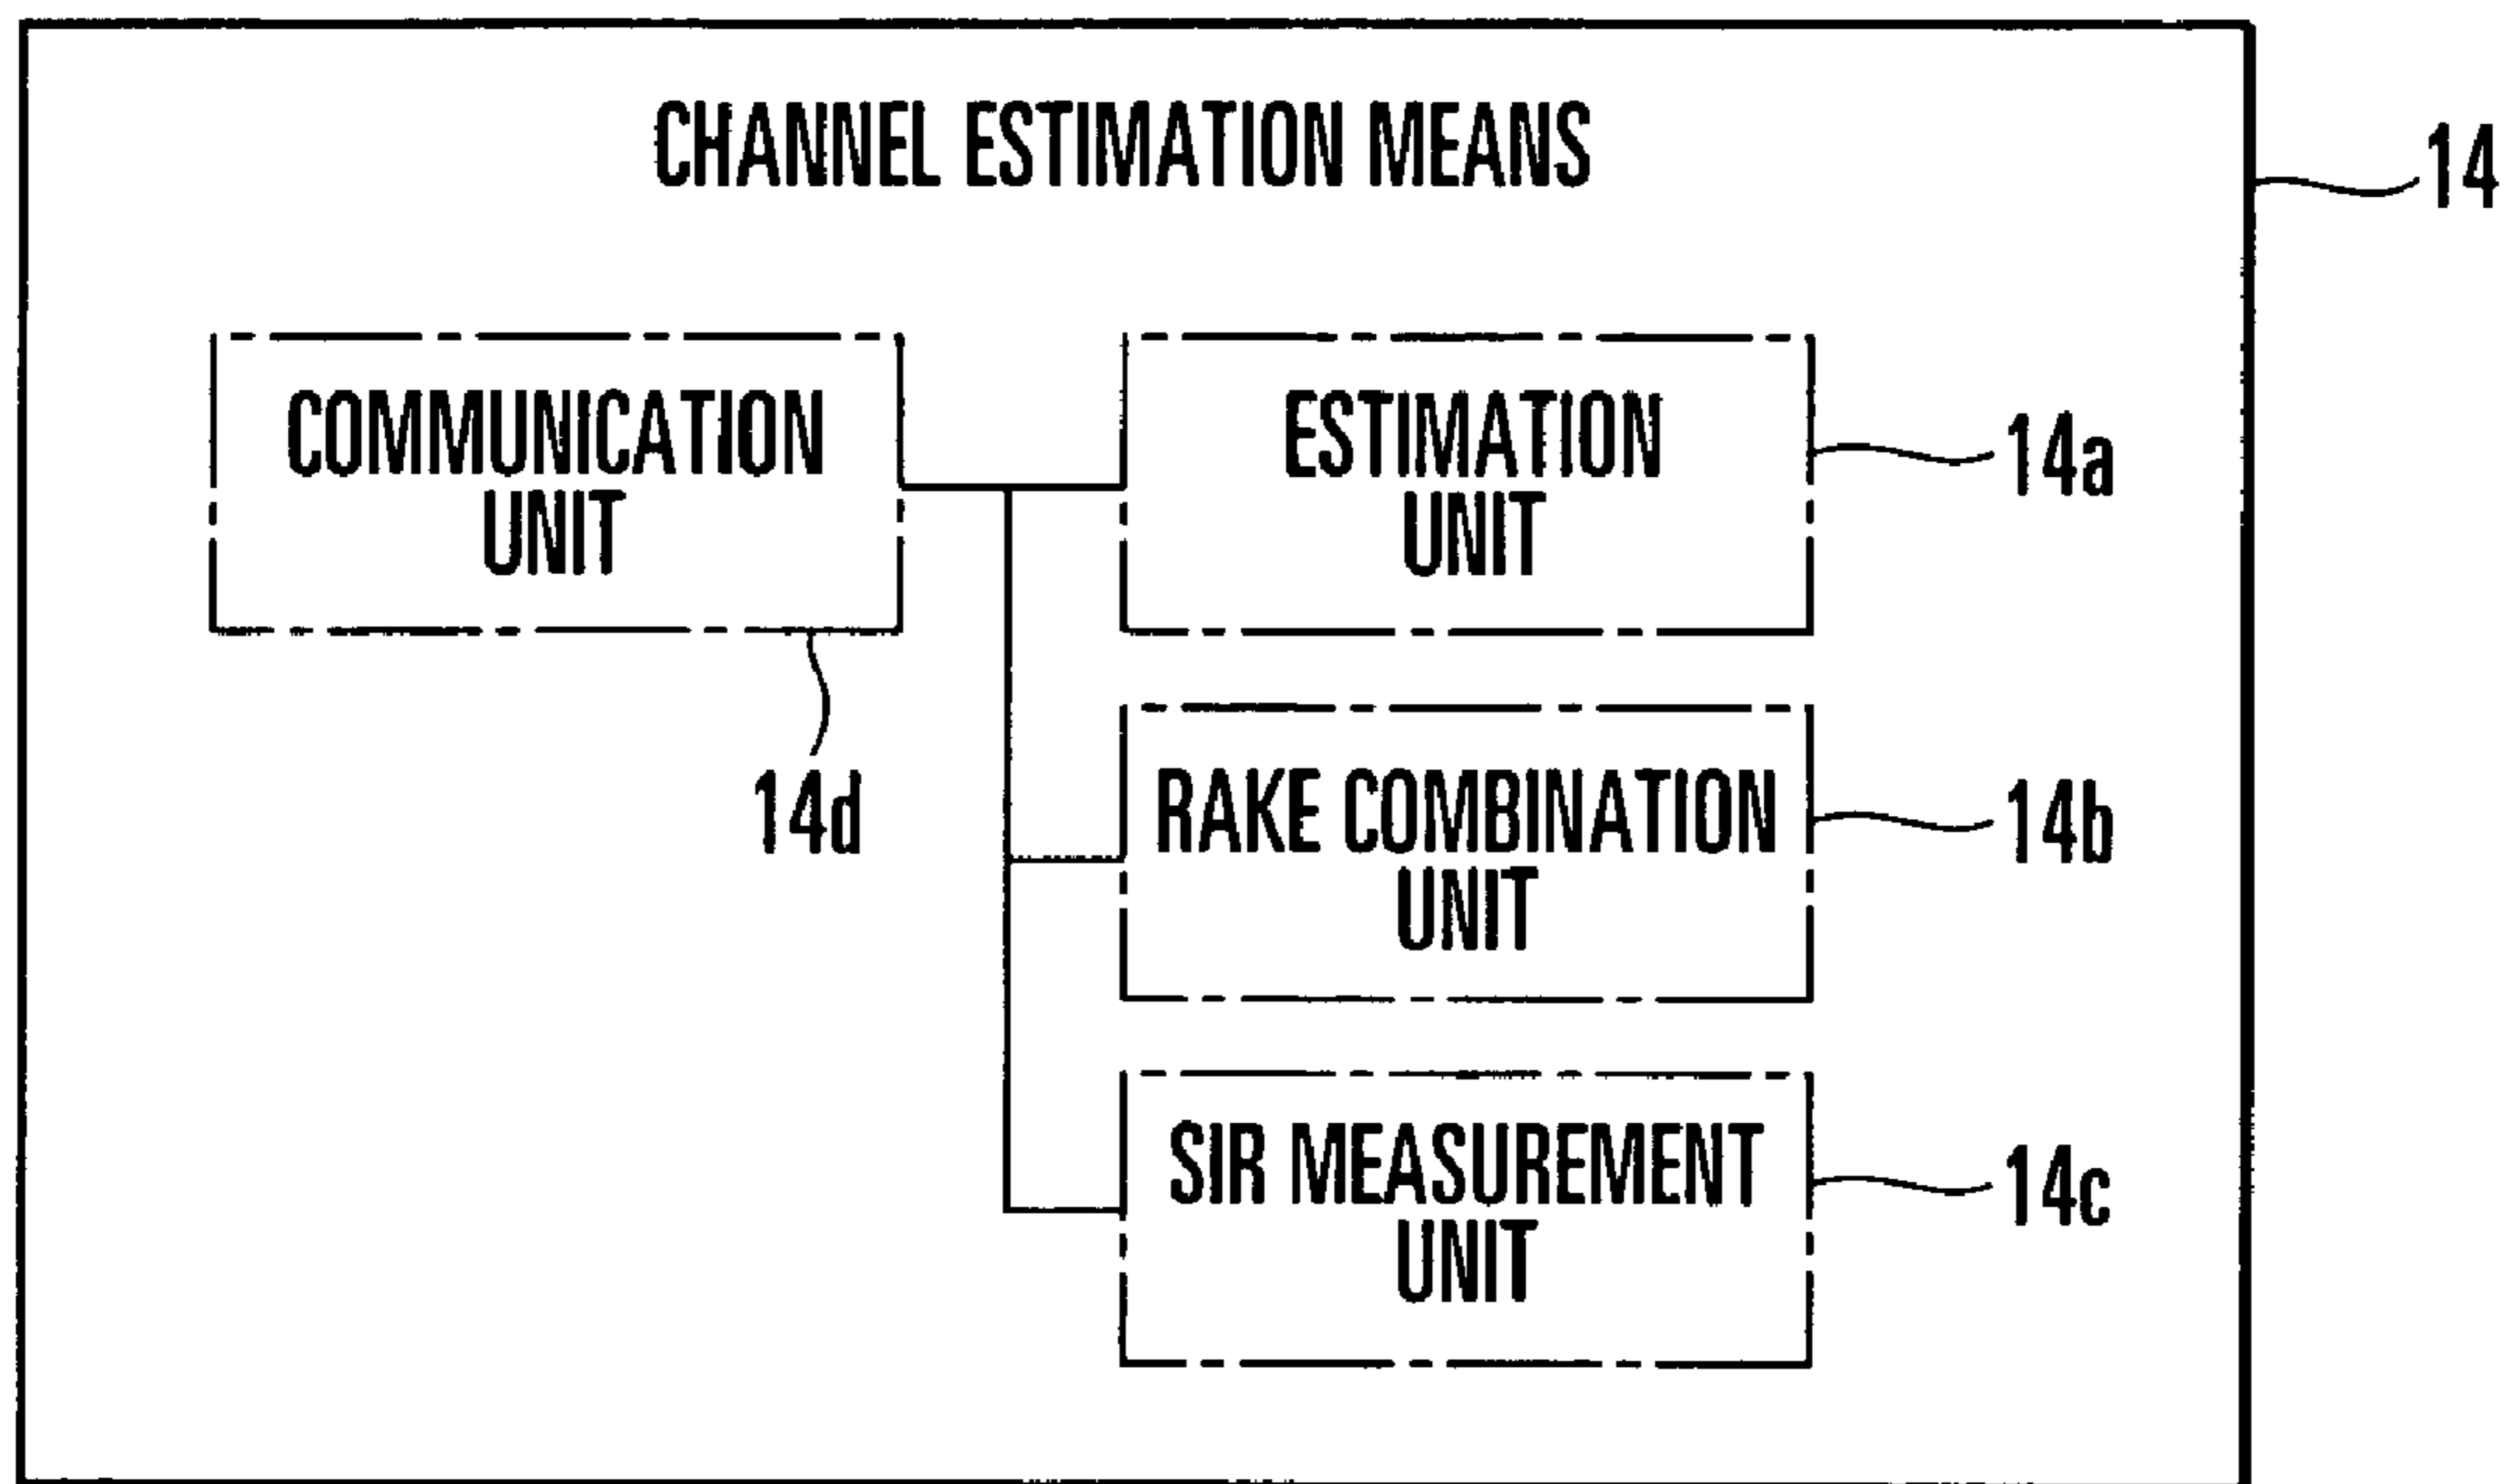 CHANNEL ESTIMATION MEANS
14
COMMUNICATION
UNIT
14d
ESTIMATION
UNIT
14a
RAKE COMBINATION
UNIT
14b
SIR MEASUREMENT
UNIT
14c